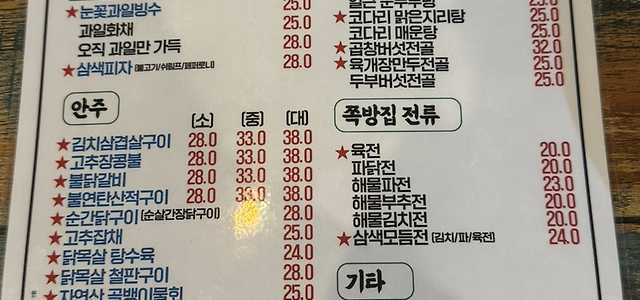 25.0
★눈꽃과일빙수 25.0
과일화채 25.0
오직 과일만 가득 28.0
★삼색피자 (불고기/쉬림프/페퍼로니) 28.0
안주
(소) (중) (대)
★김치삼겹살구이 28.0 33.0 38.0
★고추장콩불 28.0 33.0 38.0
★불닭갈비 28.0 33.0 38.0
★불연탄산적구이 28.0 33.0 38.0
★순간닭구이 (순살간장닭구이) 28.0
★고추잡채 25.0
★닭목살 탕수육 24.0
★닭목살 철판구이 28.0
★자연산 골뱅이물회 25.0
★코다리 맑은지리탕 25.0
코다리 매운탕 25.0
★곱창버섯전골 32.0
★육개장만두전골 25.0
두부버섯전골 25.0
쪽방집 전류
★육전 20.0
파닭전 20.0
해물파전 23.0
해물부추전 20.0
해물김치전 20.0
★삼색모듬전 (김치/파/육전) 24.0
기타